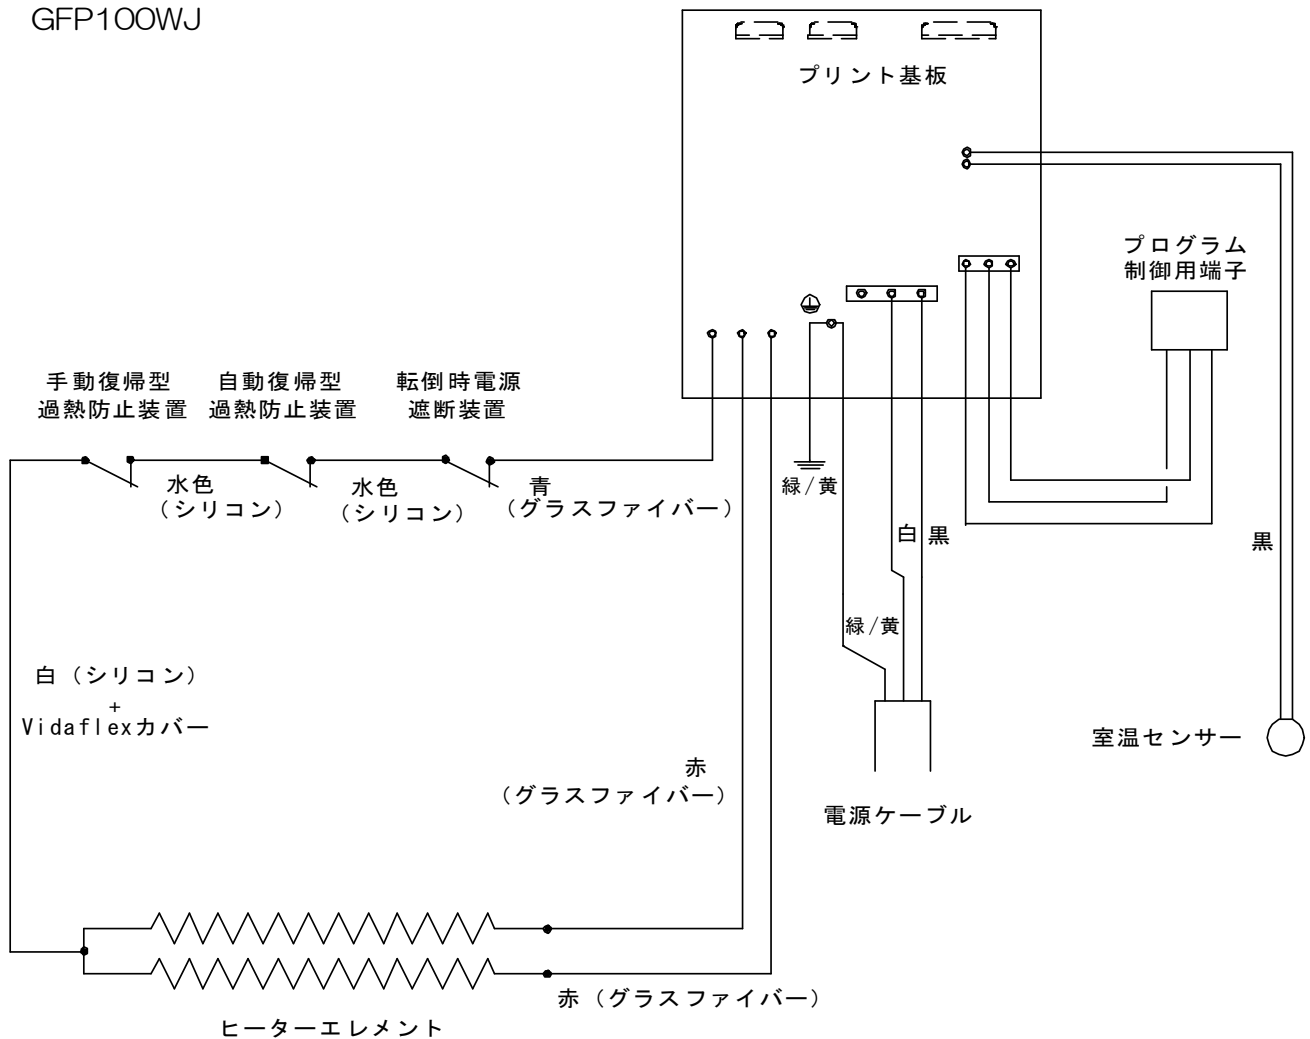 GFP100WJ
プリント基板
プログラム
制御用端子
手動復帰型
過熱防止装置
自動復帰型
過熱防止装置
転倒時電源
遮断装置
水色
（シリコン）
水色
（シリコン）
青
（グラスファイバー）
緑/黄
白
黒
黒
緑/黄
白（シリコン）
+
Vidaflexカバー
室温センサー
赤
（グラスファイバー）
電源ケーブル
赤（グラスファイバー）
ヒーターエレメント